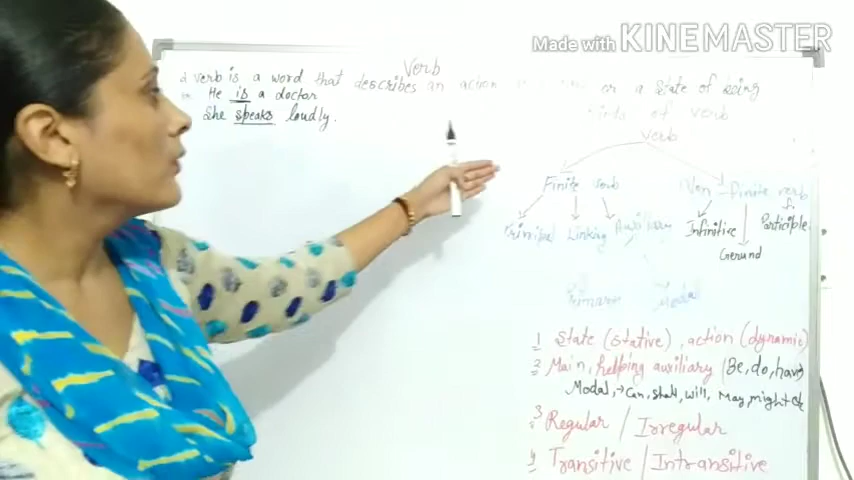 Made with KINEMASTER
Verb
a verb is a word that describes an action or a State of being
He is a doctor
She speaks loudly.
kinds of verb
verb
Finite verb
Non-finite verb
Principal Linking Auxiliary
Infinitive
Gerund
Participle
Primary Modal
1 State (Stative), action (dynamic)
2 Main, helping auxiliary (Be, do, have)
Modal → Can, shall, will, May, might etc
3 Regular / Irregular
4 Transitive / Intransitive